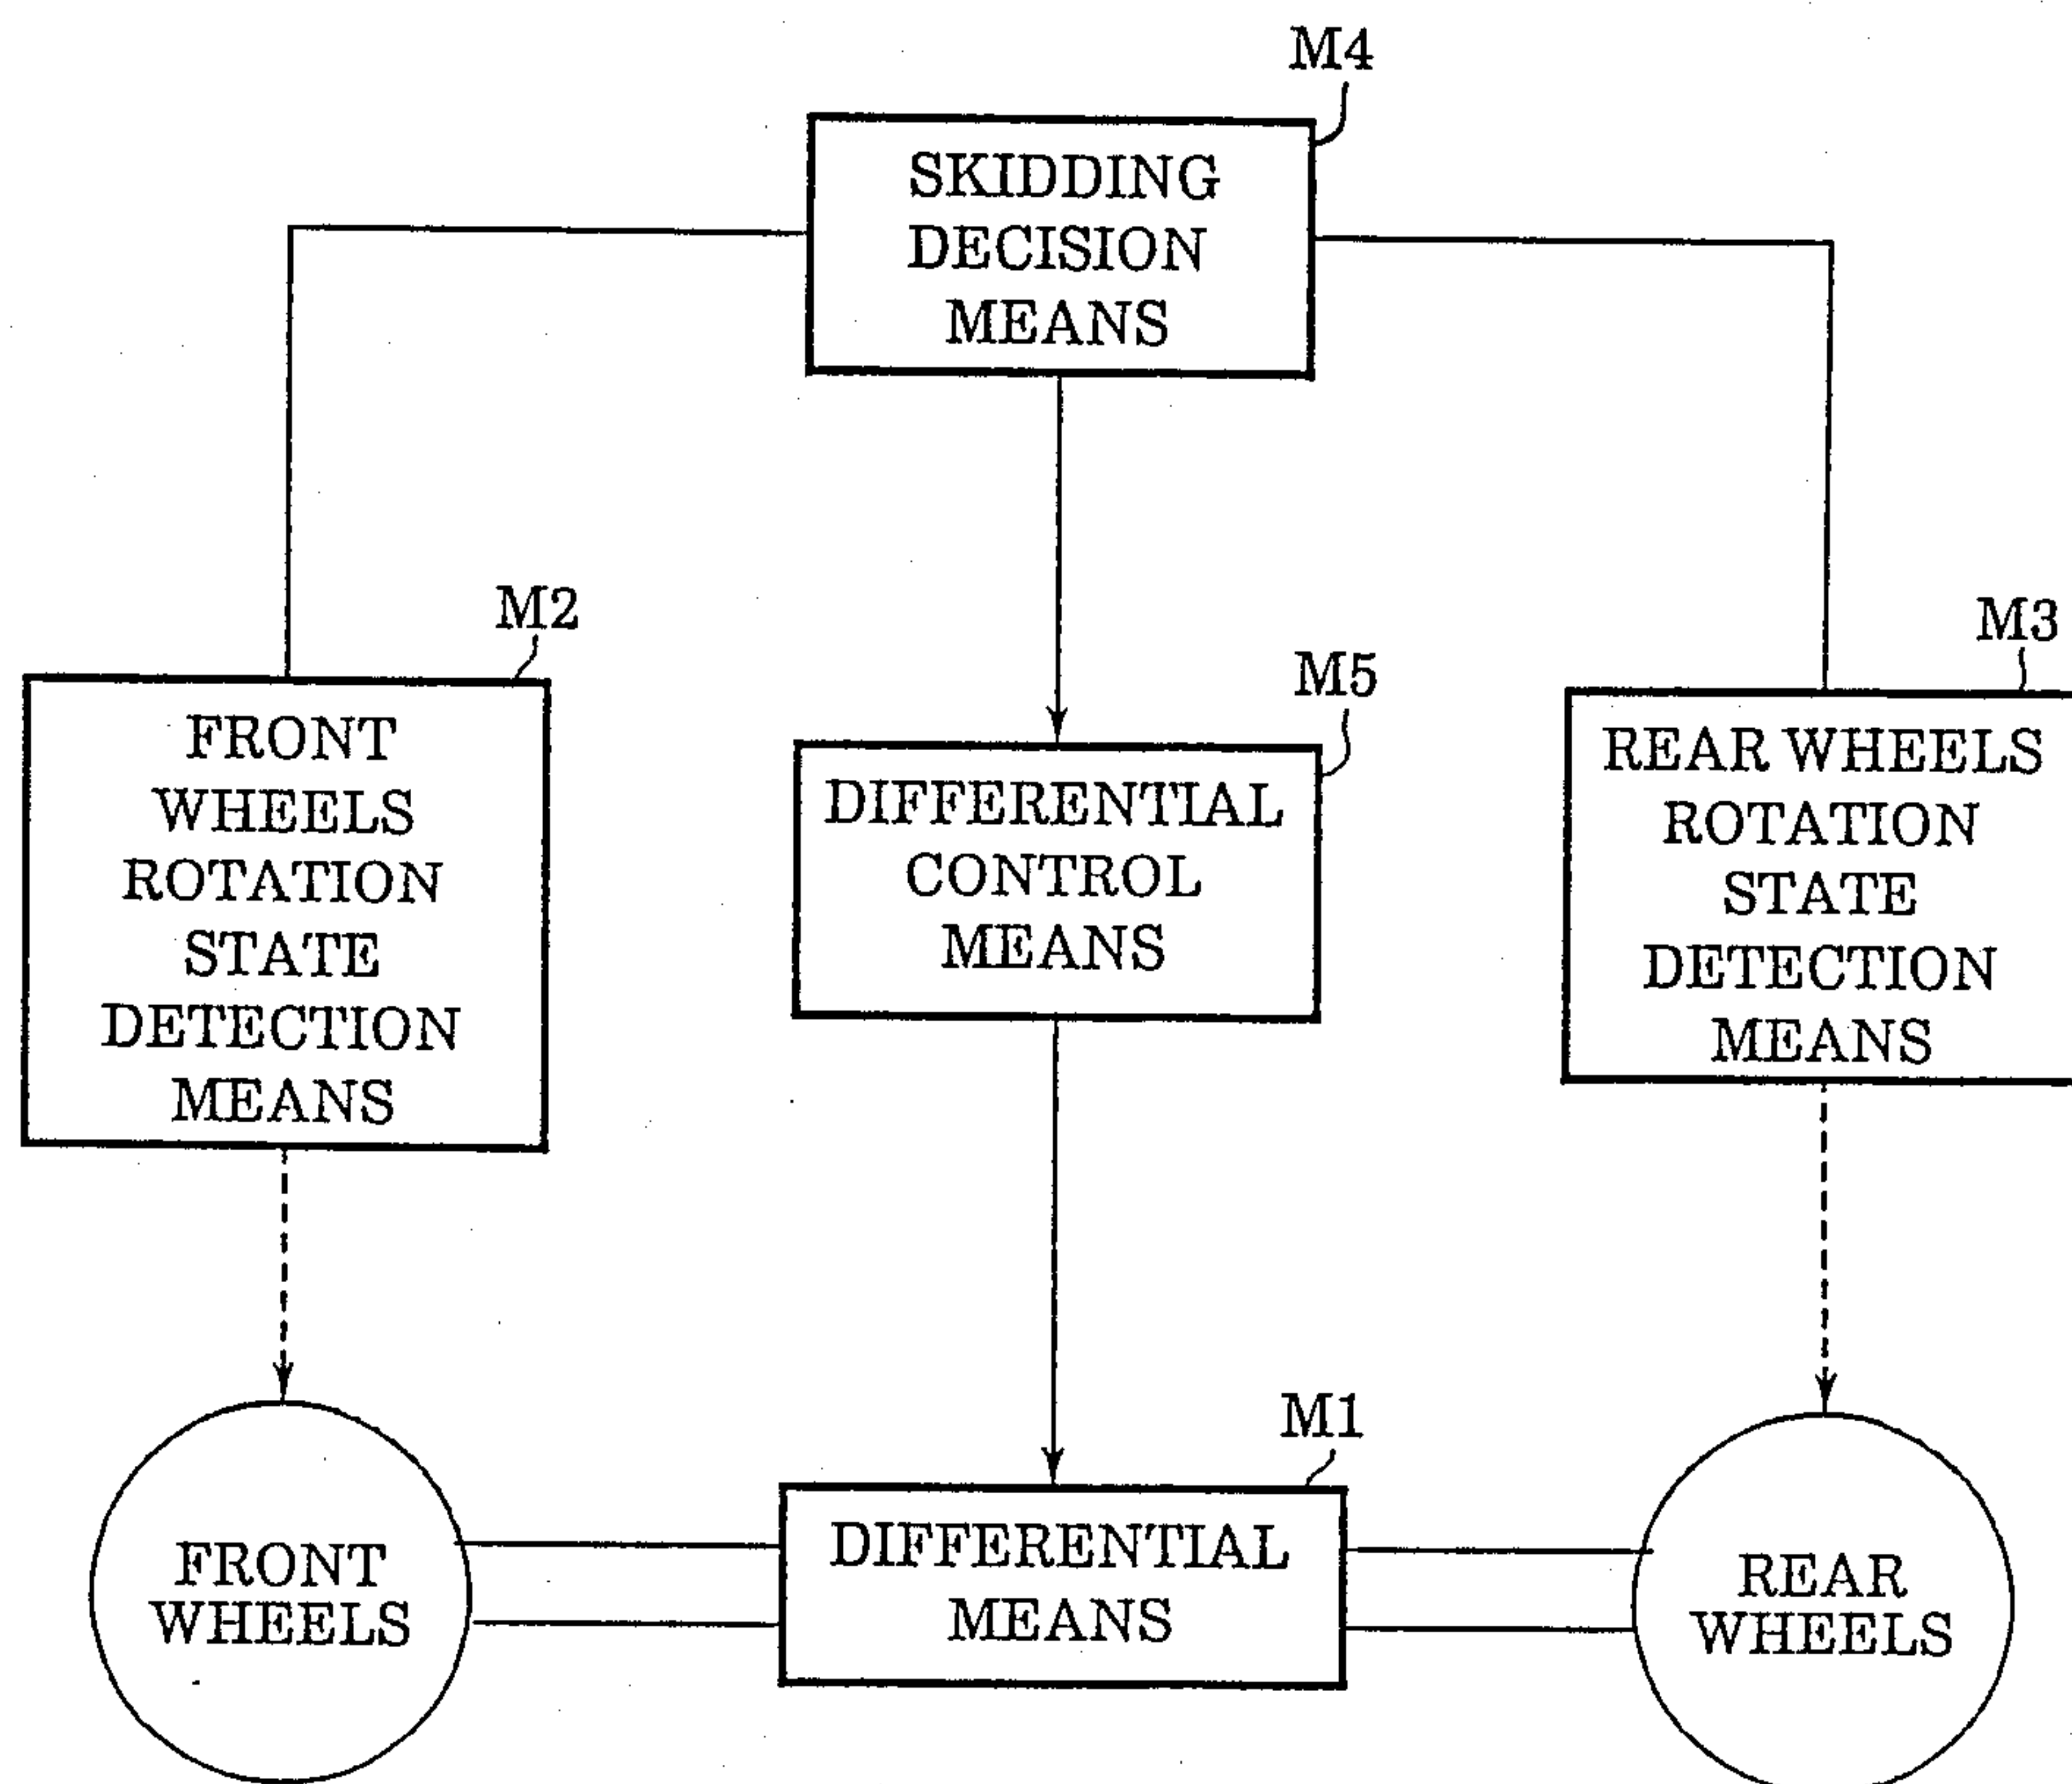 M4
SKIDDING
DECISION
MEANS
M2
FRONT
WHEELS
ROTATION
STATE
DETECTION
MEANS
M5
DIFFERENTIAL
CONTROL
MEANS
M3
REAR WHEELS
ROTATION
STATE
DETECTION
MEANS
FRONT
WHEELS
M1
DIFFERENTIAL
MEANS
REAR
WHEELS